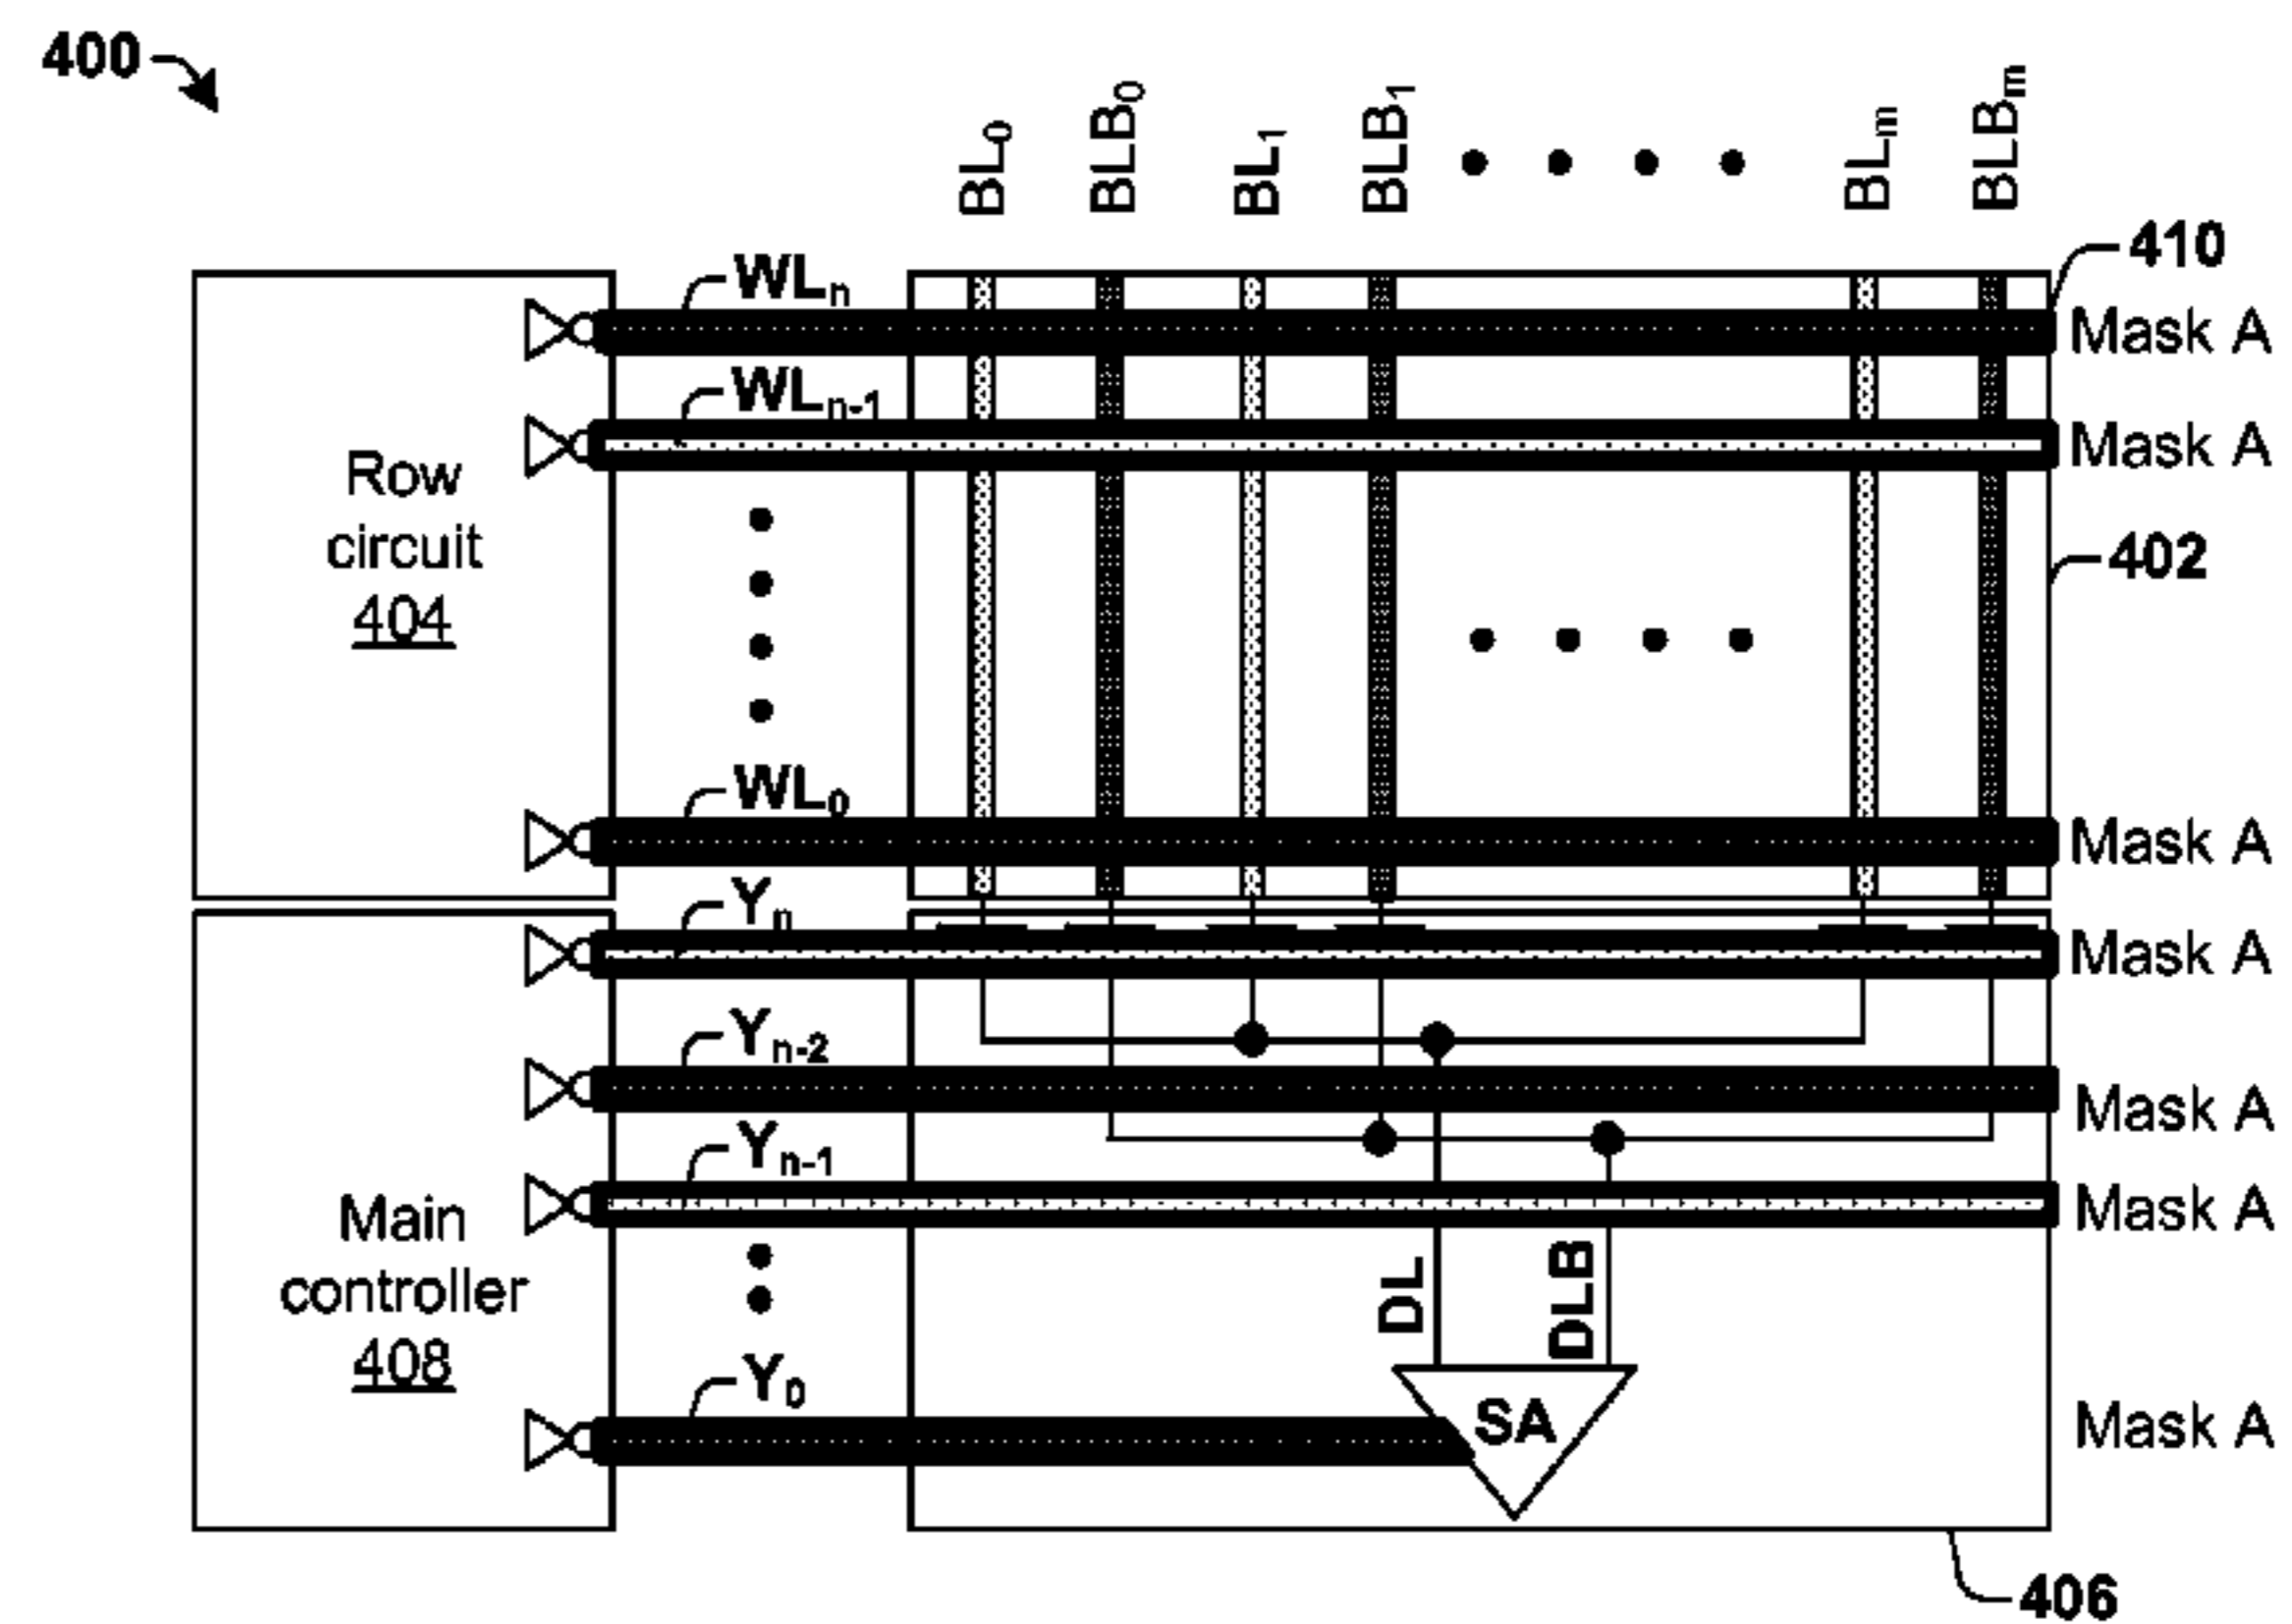 400
BL₀ BLB₀ BL₁ BLB₁ BLₘ BLBₘ
410
WLₙ Mask A
WLₙ₋₁ Mask A
Row
circuit
404
402
WL₀ Mask A
Yₙ Mask A
Yₙ₋₂ Mask A
Yₙ₋₁ Mask A
Main
controller
408
DL DLB
Y₀ SA Mask A
406